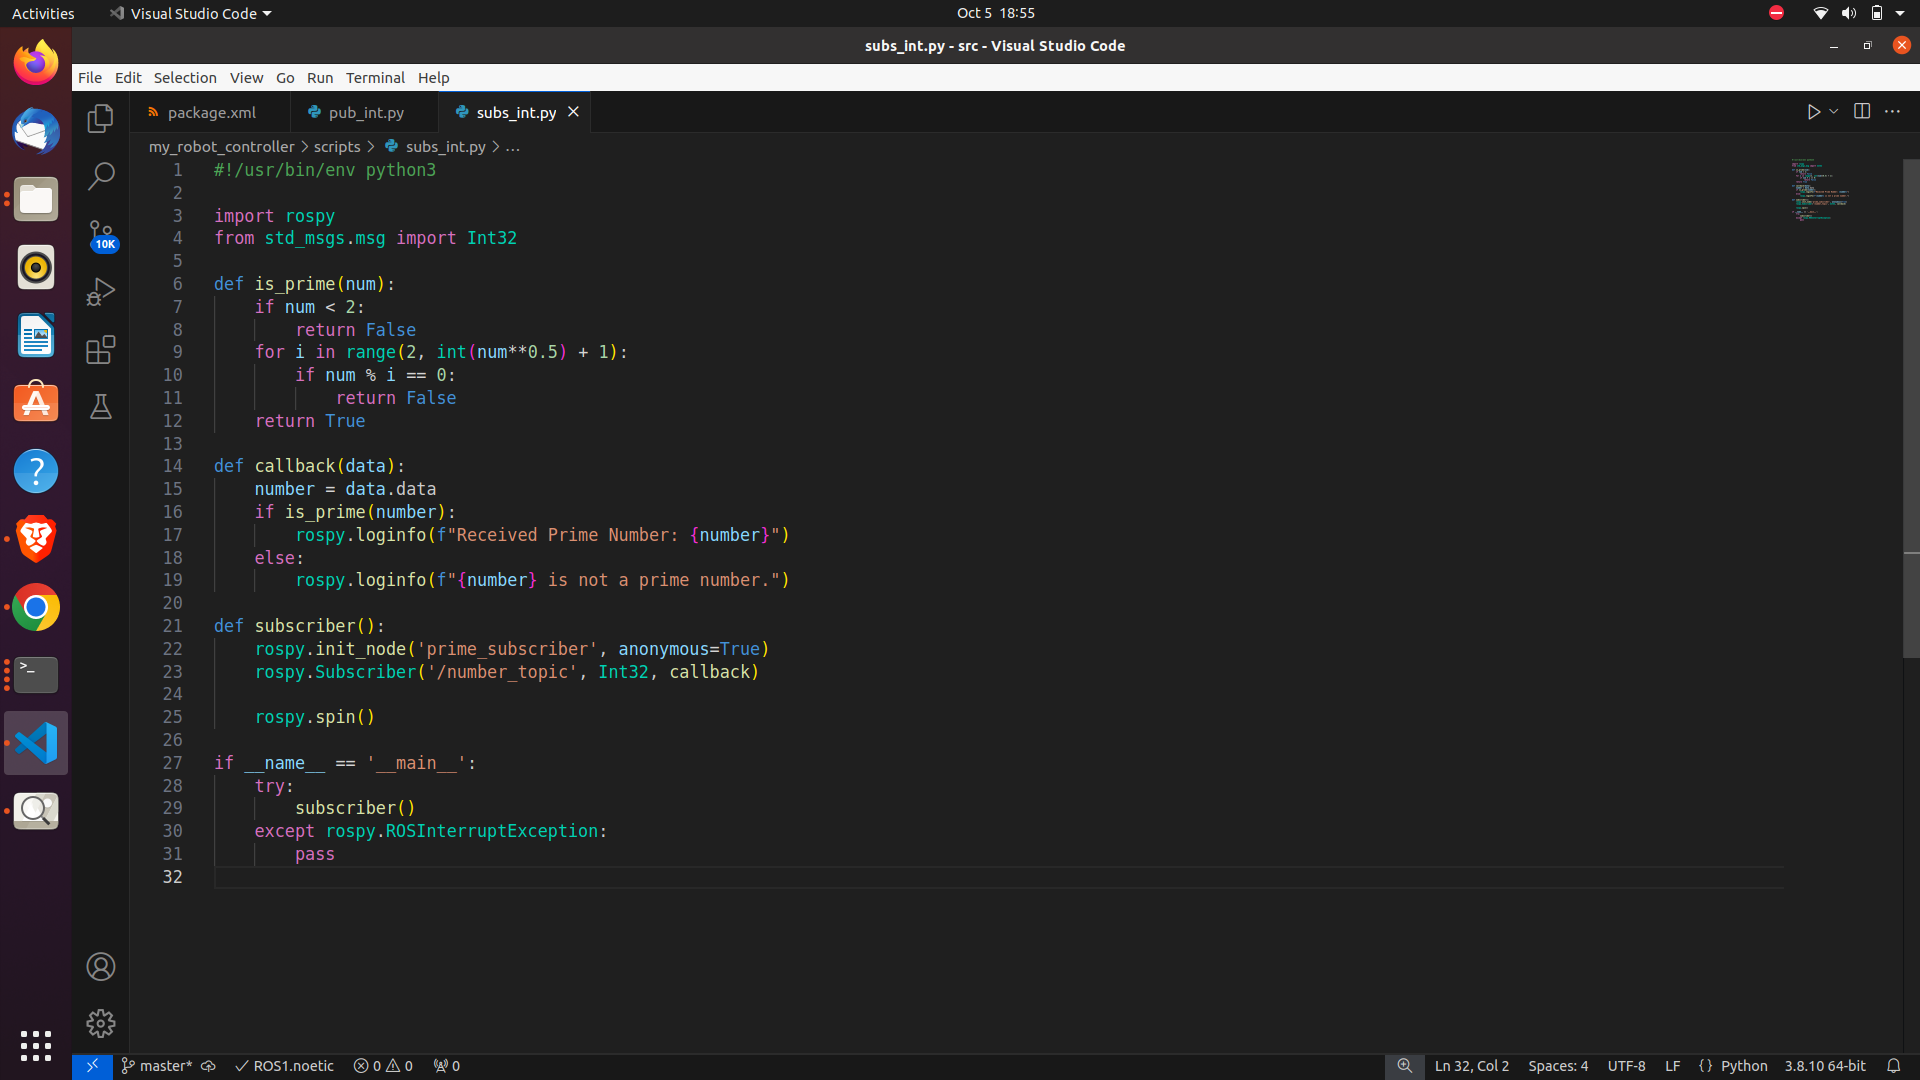 Activities Visual Studio Code Oct 5 18:55
subs_int.py - src - Visual Studio Code
File Edit Selection View Go Run Terminal Help
package.xml pub_int.py subs_int.py
my_robot_controller > scripts > subs_int.py > ...
1 #!/usr/bin/env python3
2
3 import rospy
4 from std_msgs.msg import Int32
5
6 def is_prime(num):
7     if num < 2:
8         return False
9     for i in range(2, int(num**0.5) + 1):
10         if num % i == 0:
11             return False
12     return True
13
14 def callback(data):
15     number = data.data
16     if is_prime(number):
17         rospy.loginfo(f"Received Prime Number: {number}")
18     else:
19         rospy.loginfo(f"{number} is not a prime number.")
20
21 def subscriber():
22     rospy.init_node('prime_subscriber', anonymous=True)
23     rospy.Subscriber('/number_topic', Int32, callback)
24
25     rospy.spin()
26
27 if __name__ == '__main__':
28     try:
29         subscriber()
30     except rospy.ROSInterruptException:
31         pass
32
10K
master* ROS1.noetic 0 0 0 Ln 32, Col 2 Spaces: 4 UTF-8 LF {} Python 3.8.10 64-bit